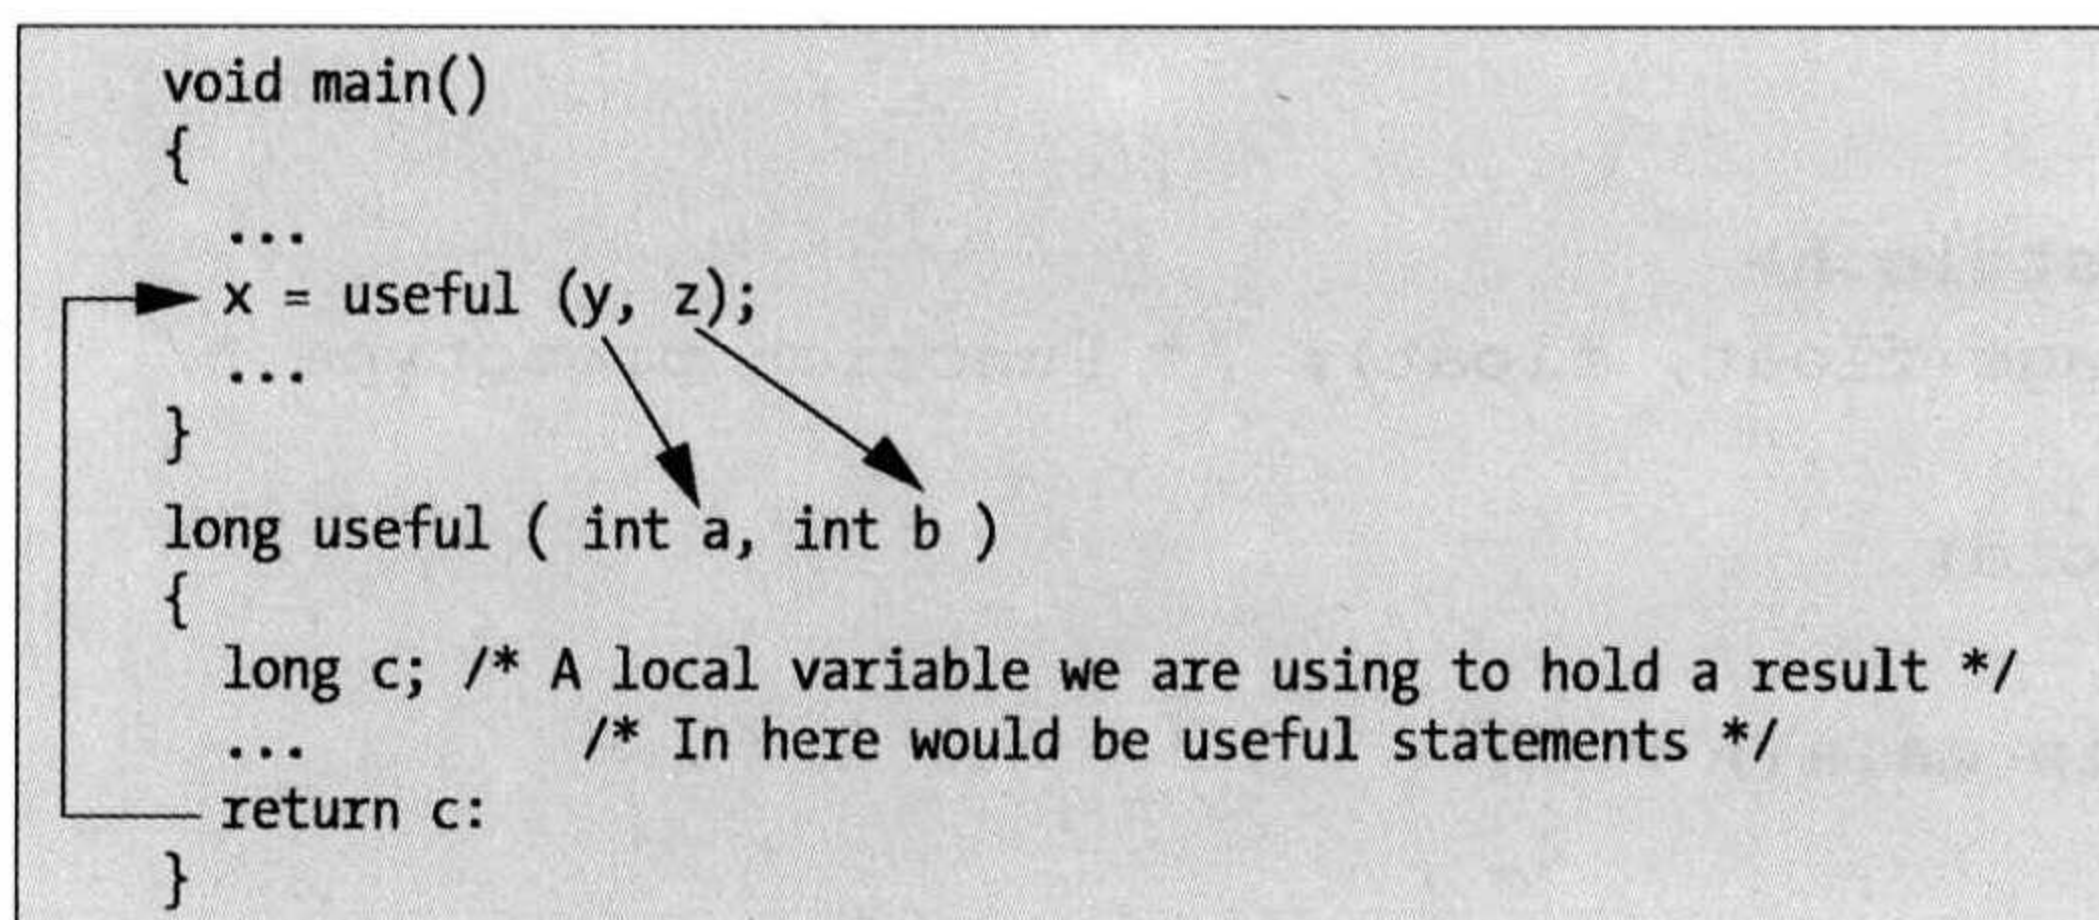 void main()
{
...
x = useful (y, z);
...
}
long useful ( int a, int b )
{
long c; /* A local variable we are using to hold a result */
... /* In here would be useful statements */
return c:
}